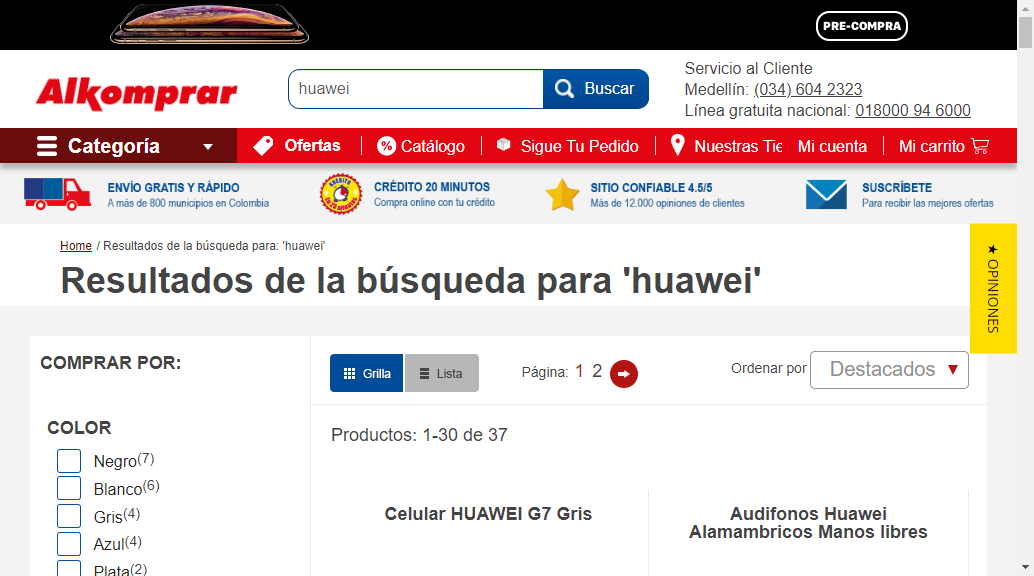 PRE-COMPRA
Alkomprar
huawei
Buscar
Servicio al Cliente
Medellín: (034) 604 2323
Línea gratuita nacional: 018000 94 6000
Categoría
Ofertas
Catálogo
Sigue Tu Pedido
Nuestras Tie
Mi cuenta
Mi carrito
ENVÍO GRATIS Y RÁPIDO
A más de 800 municipios en Colombia
CRÉDITO 20 MINUTOS
Compra online con tu crédito
SITIO CONFIABLE 4.5/5
Más de 12.000 opiniones de clientes
SUSCRÍBETE
Para recibir las mejores ofertas
Home / Resultados de la búsqueda para: 'huawei'
Resultados de la búsqueda para 'huawei'
★ OPINIONES
COMPRAR POR:
Grilla
Lista
Página: 1 2
Ordenar por
Destacados
Productos: 1-30 de 37
COLOR
Negro(7)
Blanco(6)
Gris(4)
Azul(4)
Plata(2)
Celular HUAWEI G7 Gris
Audifonos Huawei
Alamambricos Manos libres